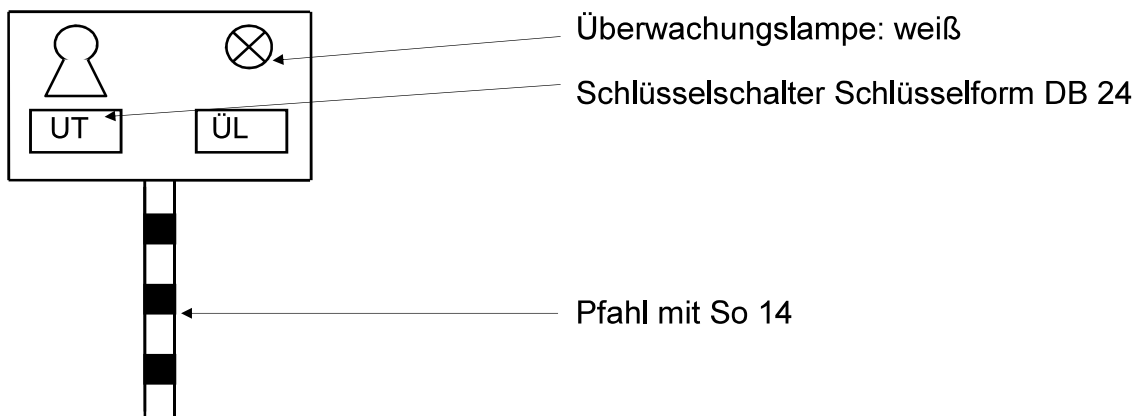 Überwachungslampe: weiß
Schlüsselschalter Schlüsselform DB 24
UT
ÜL
Pfahl mit So 14